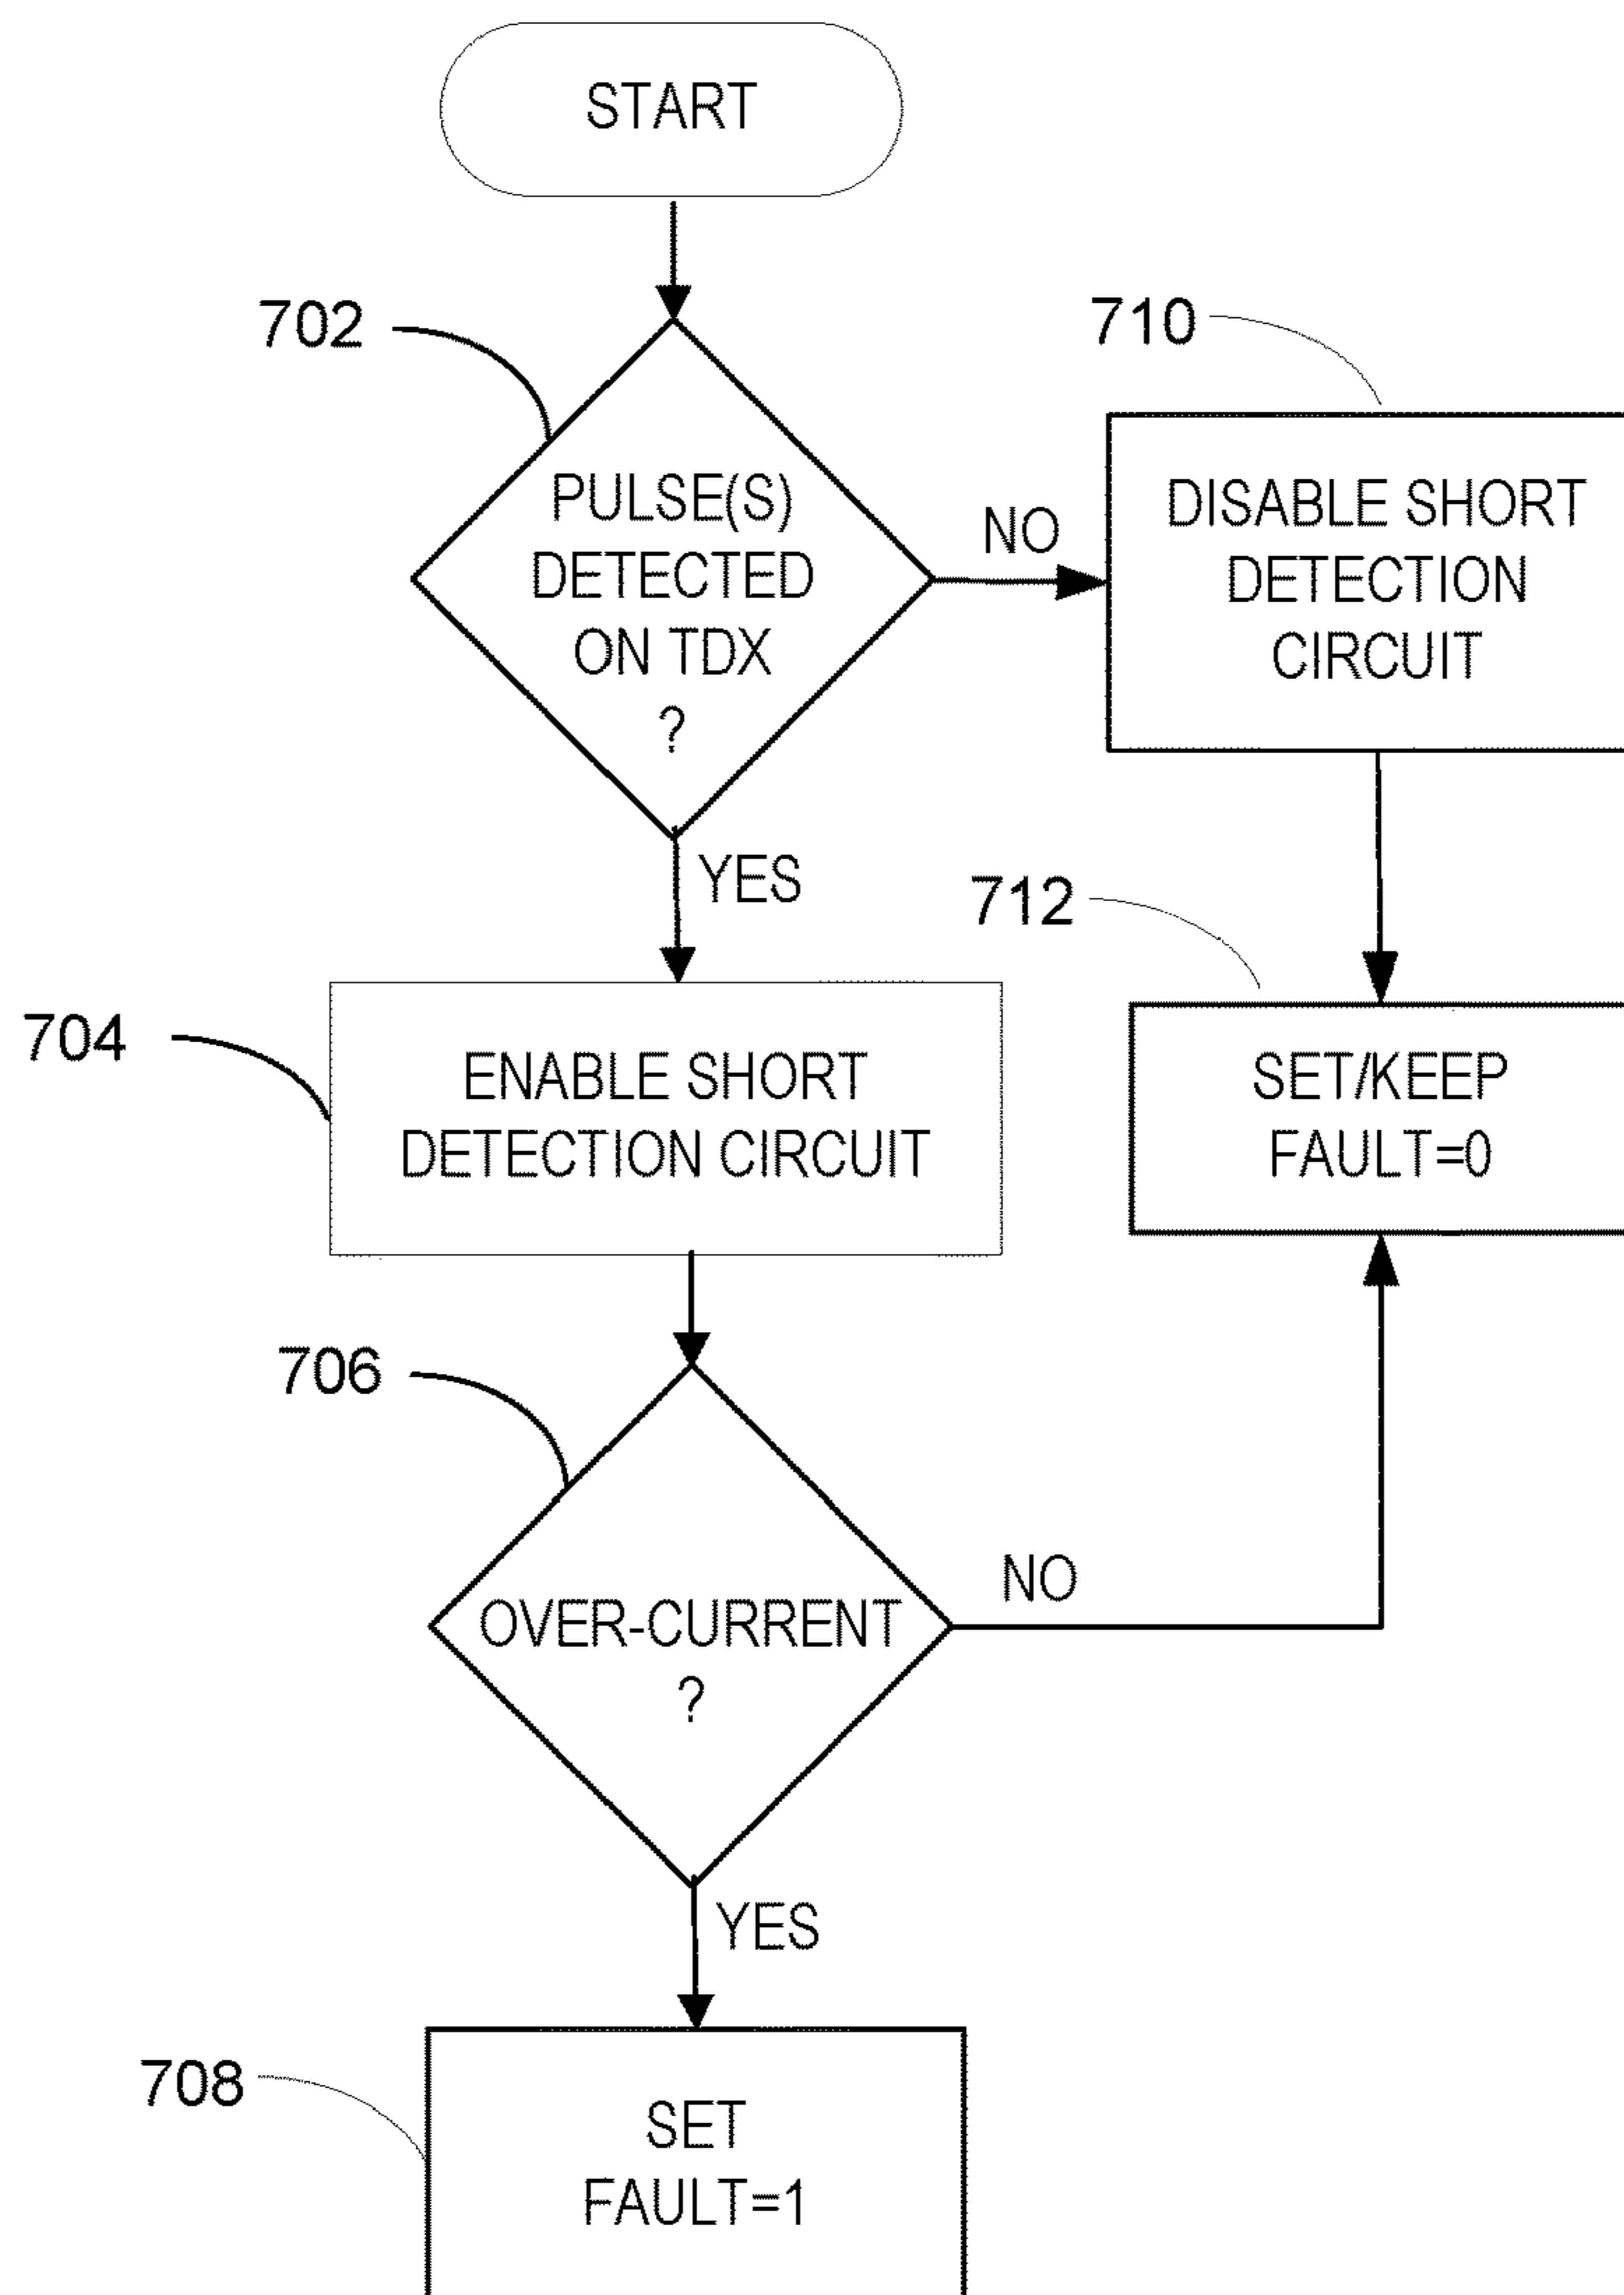 START
702
PULSE(S)
DETECTED
ON TDX
?
NO
710
DISABLE SHORT
DETECTION
CIRCUIT
YES
704
ENABLE SHORT
DETECTION CIRCUIT
712
SET/KEEP
FAULT=0
706
OVER-CURRENT
?
NO
YES
708
SET
FAULT=1